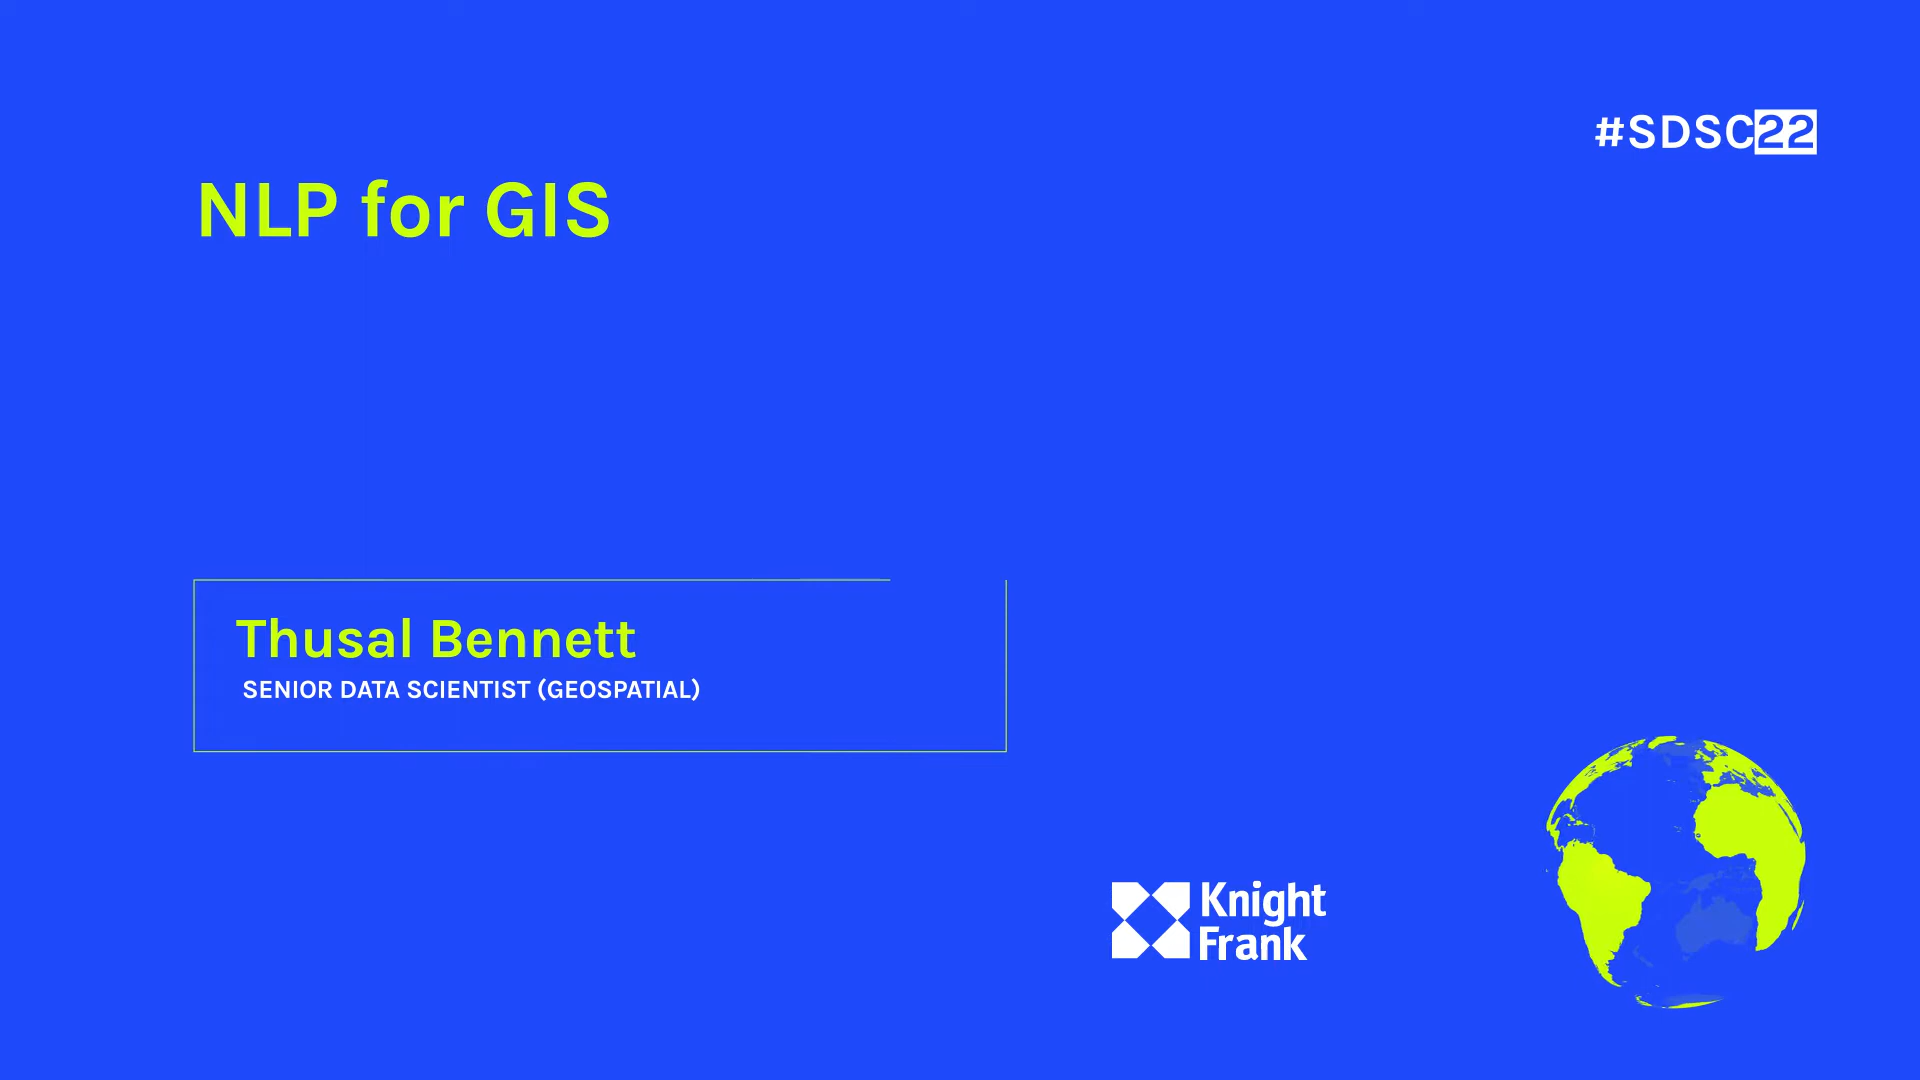 #SDSC22
NLP for GIS
Thusal Bennett
SENIOR DATA SCIENTIST (GEOSPATIAL)
Knight
Frank